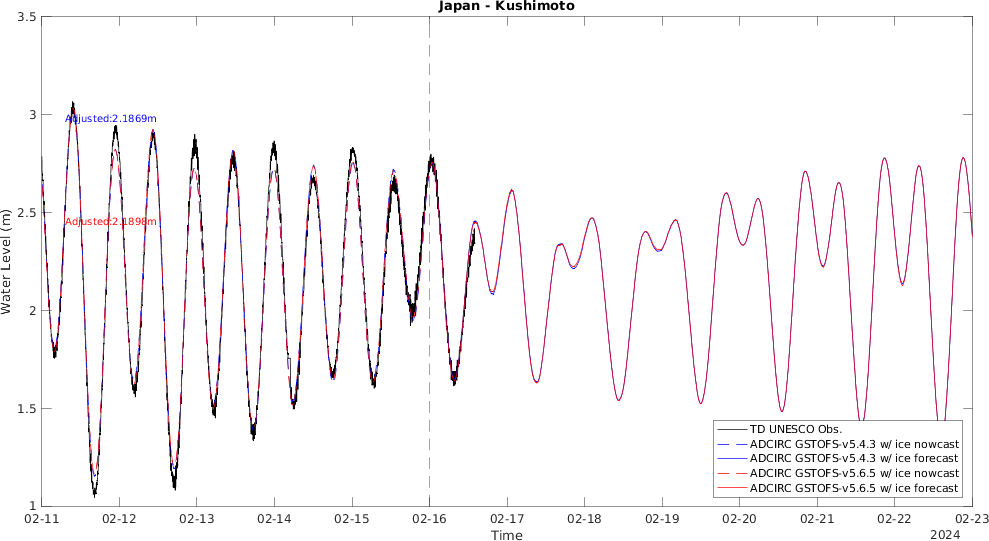 Japan - Kushimoto
Water Level (m)
3.5
3
2.5
2
1.5
1
Adjusted:2.1869m
Adjusted:2.1898m
TD UNESCO Obs.
ADCIRC GSTOFS-v5.4.3 w/ ice nowcast
ADCIRC GSTOFS-v5.4.3 w/ ice forecast
ADCIRC GSTOFS-v5.6.5 w/ ice nowcast
ADCIRC GSTOFS-v5.6.5 w/ ice forecast
02-11 02-12 02-13 02-14 02-15 02-16 02-17 02-18 02-19 02-20 02-21 02-22 02-23
Time
2024